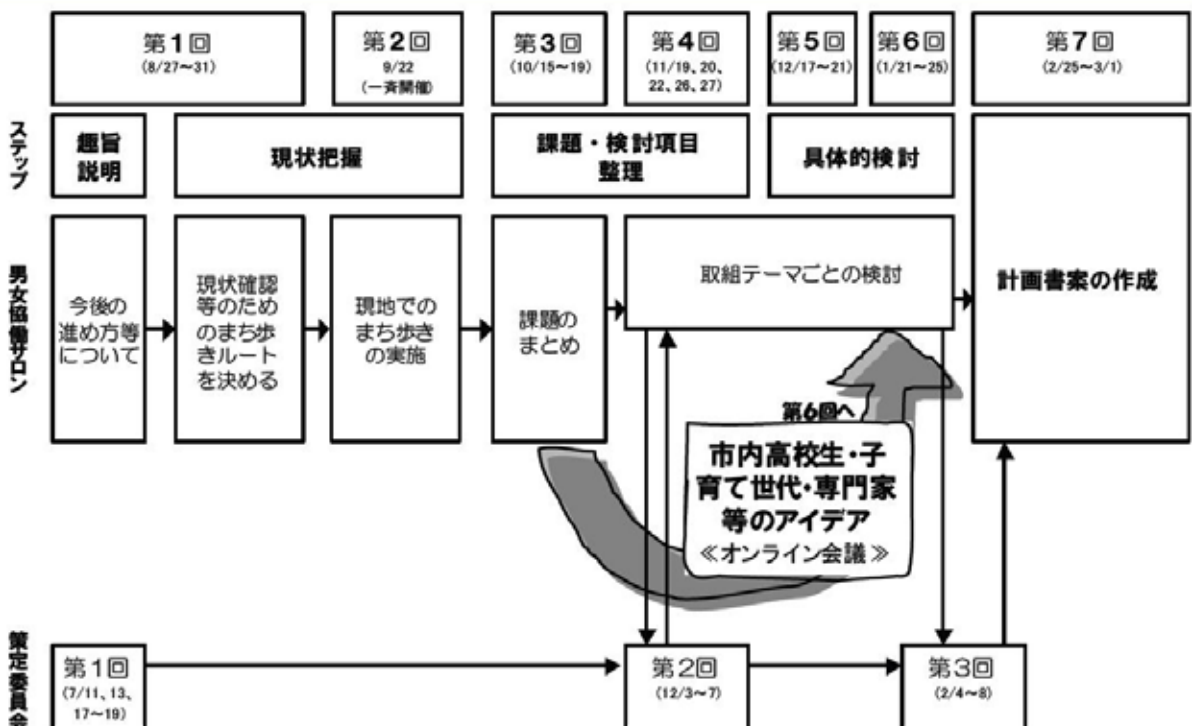 第1回
(8/27~31)
第2回
9/22
(一斉開催)
第3回
(10/15~19)
第4回
(11/19、20、
22、26、27)
第5回
(12/17~21)
第6回
(1/21~25)
第7回
(2/25~3/1)
ステップ
趣旨
説明
現状把握
課題・検討項目
整理
具体的検討
男女協働サロン
今後の
進め方等
について
現状確認
等のため
のまち歩
きルート
を決める
現地での
まち歩き
の実施
課題の
まとめ
取組テーマごとの検討
計画書案の作成
第6回へ
市内高校生・子
育て世代・専門家
等のアイデア
≪オンライン会議≫
策定委員会
第1回
(7/11、13、
17~19)
第2回
(12/3~7)
第3回
(2/4~8)